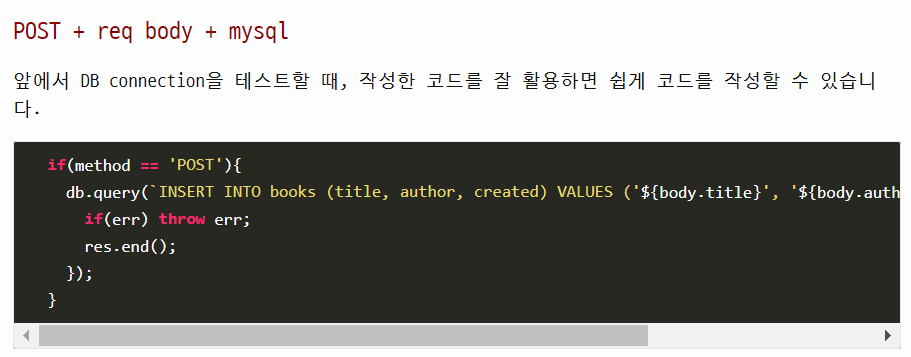 POST + req body + mysql
앞에서 DB connection을 테스트할 때, 작성한 코드를 잘 활용하면 쉽게 코드를 작성할 수 있습니
다.
if(method == 'POST'){
db.query(`INSERT INTO books (title, author, created) VALUES ('${body.title}', '${body.auth
if(err) throw err;
res.end();
});
}